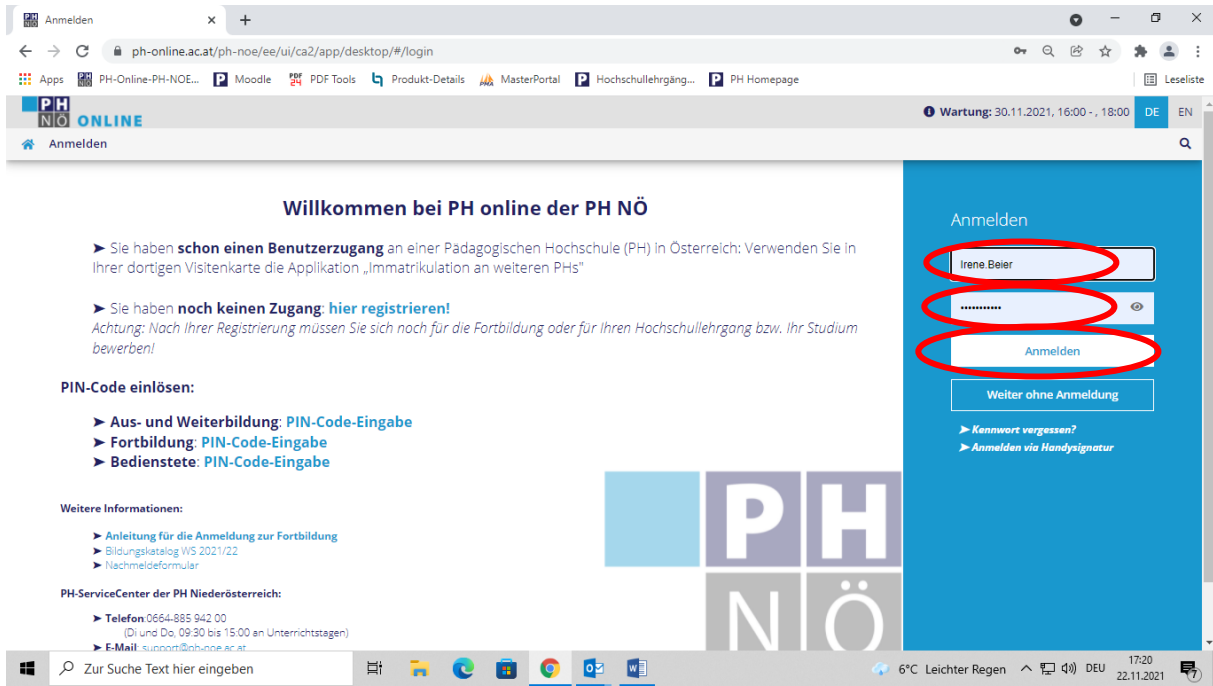 Anmelden
ph-online.ac.at/ph-noe/ee/ui/ca2/app/desktop/#/login
Apps PH-Online-PH-NOE... Moodle PDF Tools Produkt-Details MasterPortal Hochschullehrgäng... PH Homepage Leseliste
PH
NÖ ONLINE
Wartung: 30.11.2021, 16:00 - , 18:00 DE EN
Anmelden
Willkommen bei PH online der PH NÖ
➤ Sie haben schon einen Benutzerzugang an einer Pädagogischen Hochschule (PH) in Österreich: Verwenden Sie in
Ihrer dortigen Visitenkarte die Applikation „Immatrikulation an weiteren PHs"
➤ Sie haben noch keinen Zugang: hier registrieren!
Achtung: Nach Ihrer Registrierung müssen Sie sich noch für die Fortbildung oder für Ihren Hochschullehrgang bzw. Ihr Studium
bewerben!
PIN-Code einlösen:
➤ Aus- und Weiterbildung: PIN-Code-Eingabe
➤ Fortbildung: PIN-Code-Eingabe
➤ Bedienstete: PIN-Code-Eingabe
Weitere Informationen:
➤ Anleitung für die Anmeldung zur Fortbildung
➤ Bildungskatalog WS 2021/22
➤ Nachmeldeformular
PH-ServiceCenter der PH Niederösterreich:
➤ Telefon:0664-885 942 00
(Di und Do, 09:30 bis 15:00 an Unterrichtstagen)
➤ E-Mail: support@ph-noe.ac.at
PH
NÖ
Anmelden
Irene.Beier
•••••••••••
Anmelden
Weiter ohne Anmeldung
➤ Kennwort vergessen?
➤ Anmelden via Handysignatur
Zur Suche Text hier eingeben
6°C Leichter Regen DEU 17:20
22.11.2021
7